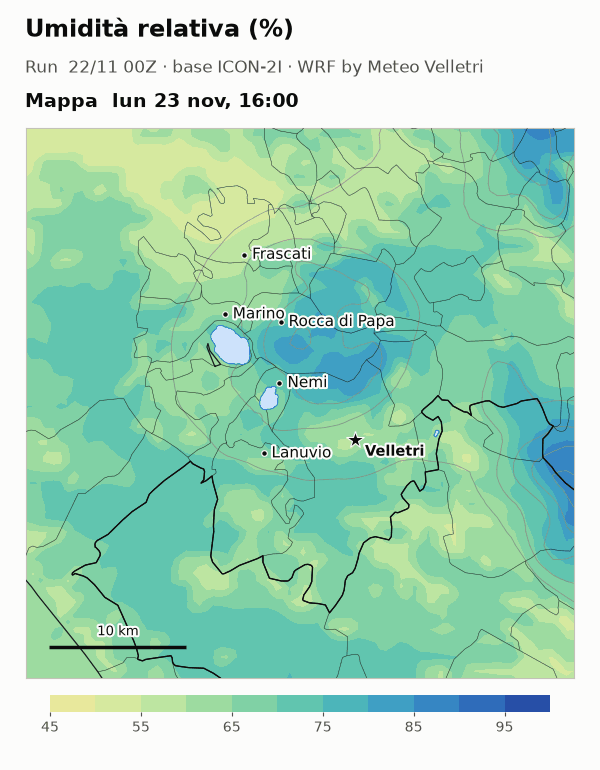 Umidità relativa (%)
Run 22/11 00Z · base ICON-2I · WRF by Meteo Velletri
Mappa lun 23 nov, 16:00
Frascati
Marino
Rocca di Papa
Nemi
Velletri
Lanuvio
10 km
45 55 65 75 85 95